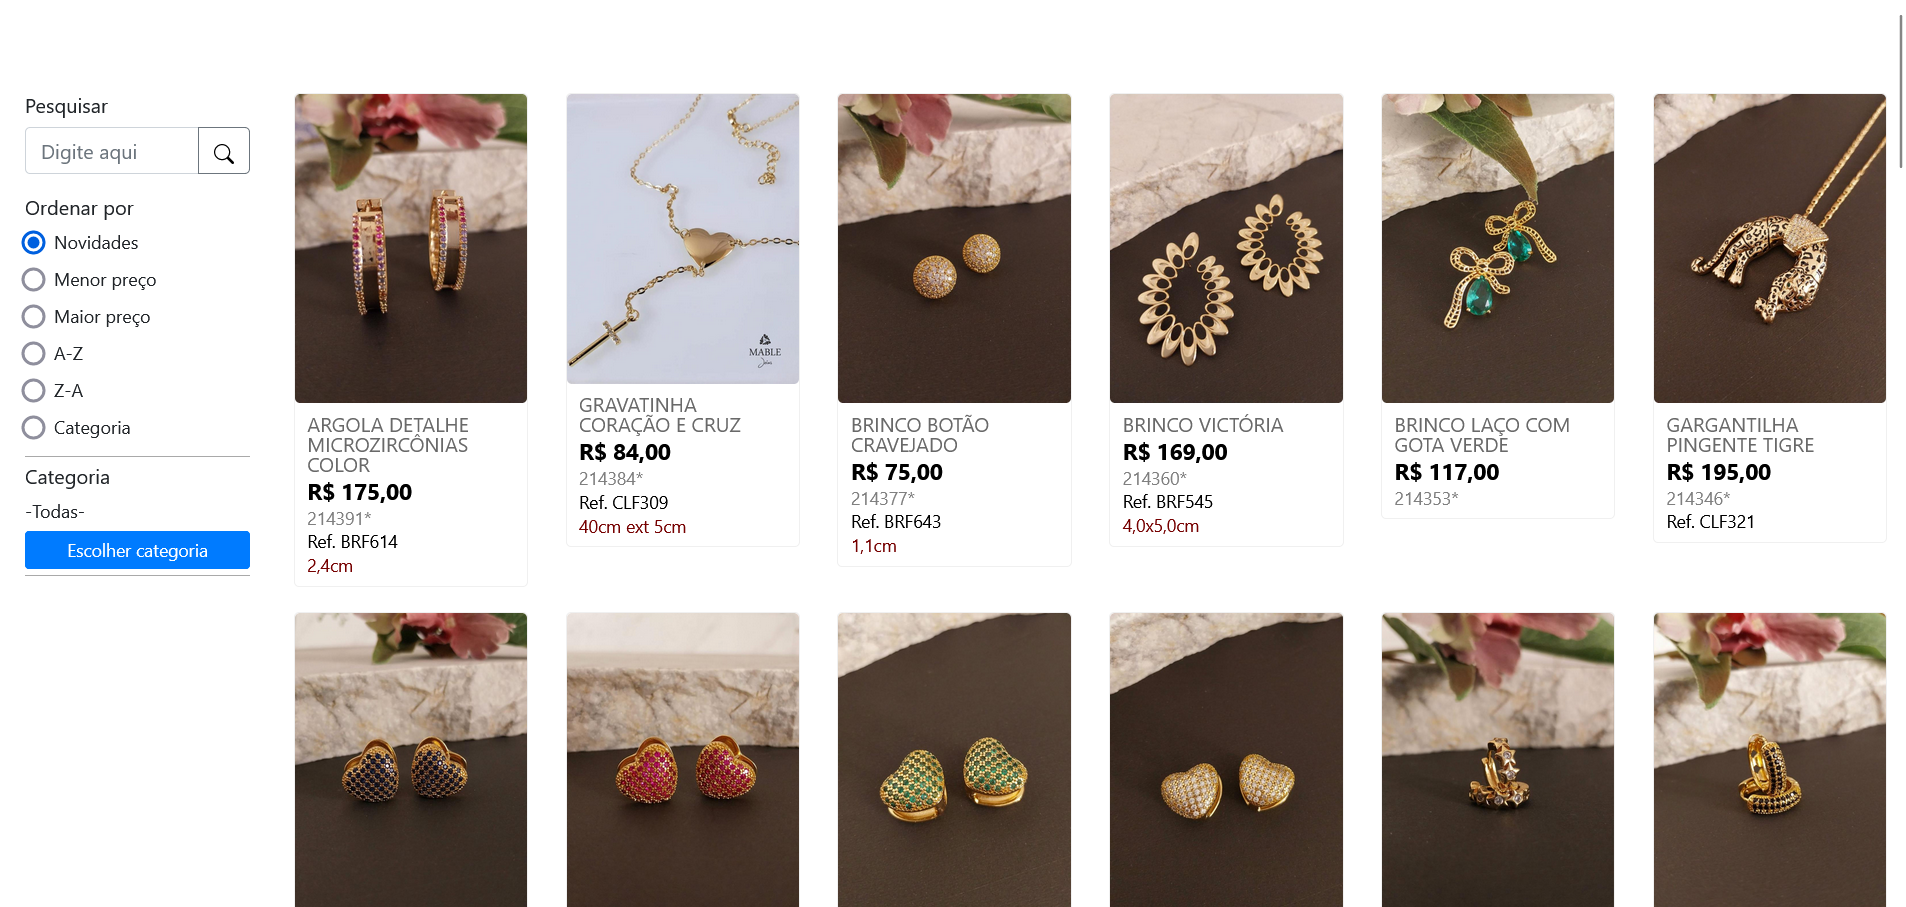 Pesquisar
Digite aqui
Ordenar por
Novidades
Menor preço
Maior preço
A-Z
Z-A
Categoria
Categoria
-Todas-
Escolher categoria
ARGOLA DETALHE
MICROZIRCÔNIAS
COLOR
R$ 175,00
214391*
Ref. BRF614
2,4cm
MABLE
GRAVATINHA
CORAÇÃO E CRUZ
R$ 84,00
214384*
Ref. CLF309
40cm ext 5cm
BRINCO BOTÃO
CRAVEJADO
R$ 75,00
214377*
Ref. BRF643
1,1cm
BRINCO VICTÓRIA
R$ 169,00
214360*
Ref. BRF545
4,0x5,0cm
BRINCO LAÇO COM
GOTA VERDE
R$ 117,00
214353*
GARGANTILHA
PINGENTE TIGRE
R$ 195,00
214346*
Ref. CLF321